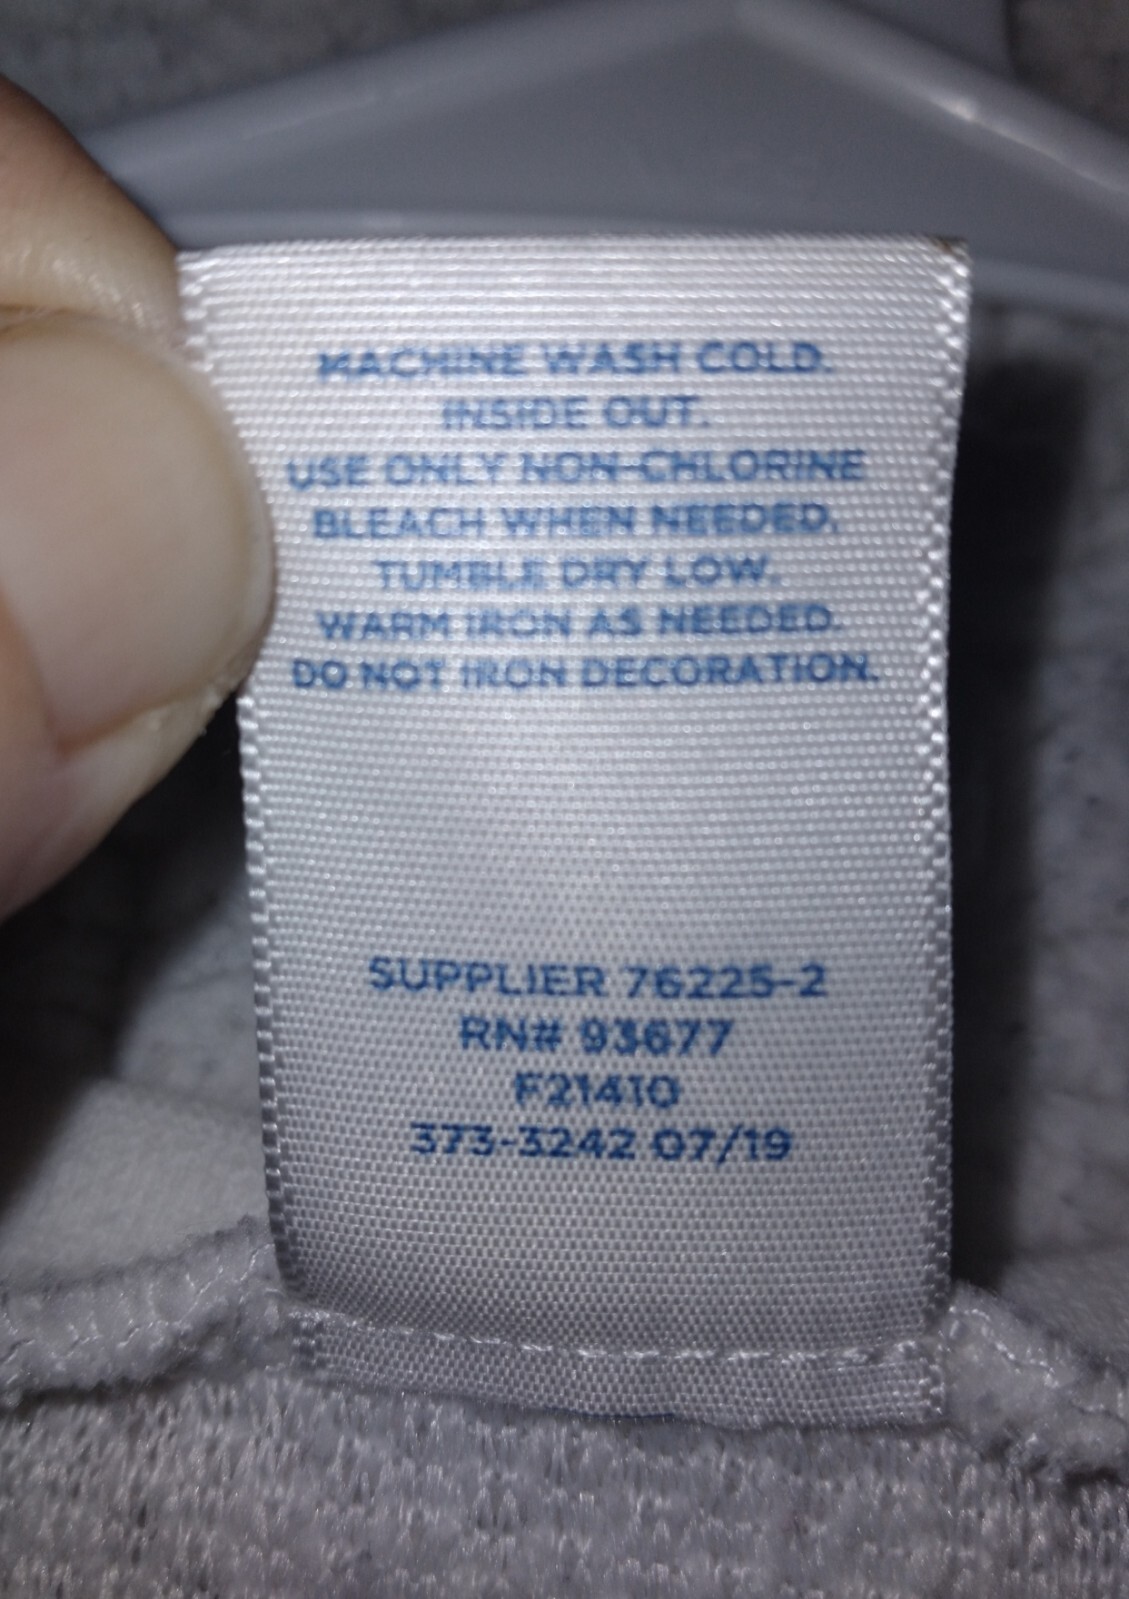 MACHINE WASH COLD.
INSIDE OUT.
USE ONLY NON-CHLORINE
BLEACH WHEN NEEDED.
TUMBLE DRY LOW.
WARM IRON AS NEEDED.
DO NOT IRON DECORATION.
SUPPLIER 76225-2
RN# 93677
F21410
373-3242 07/19